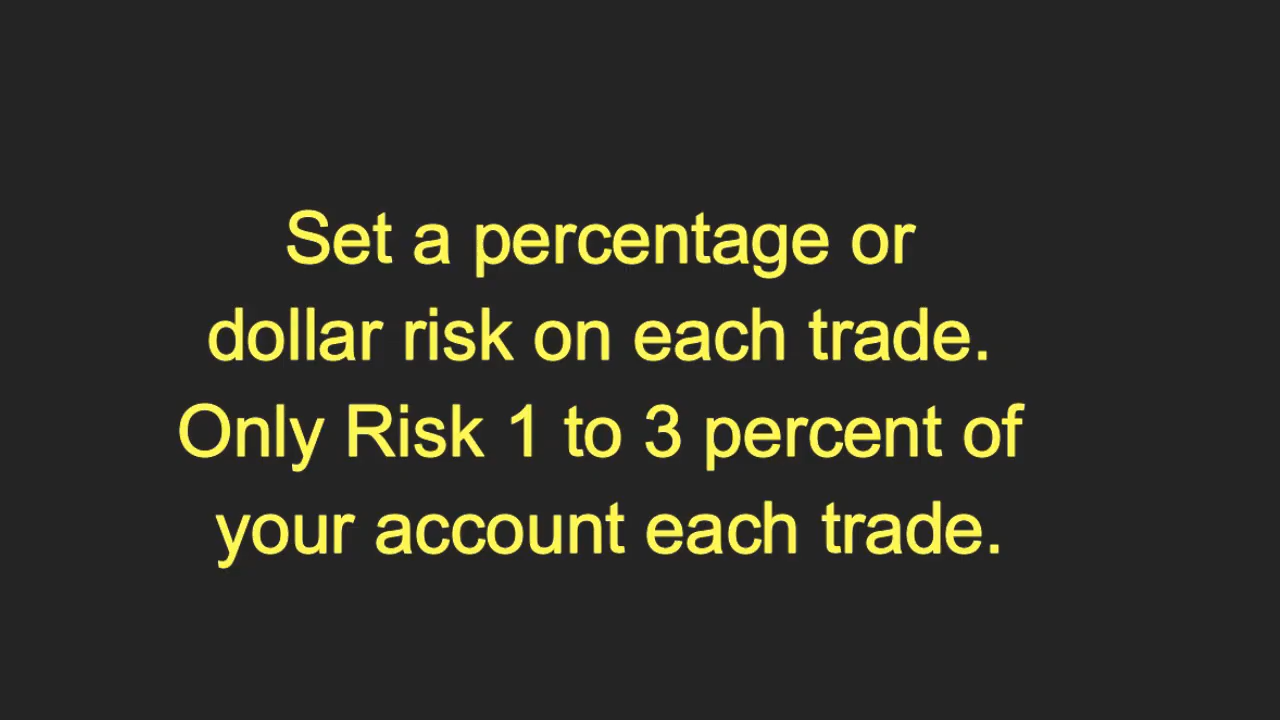 Set a percentage or
dollar risk on each trade.
Only Risk 1 to 3 percent of
your account each trade.